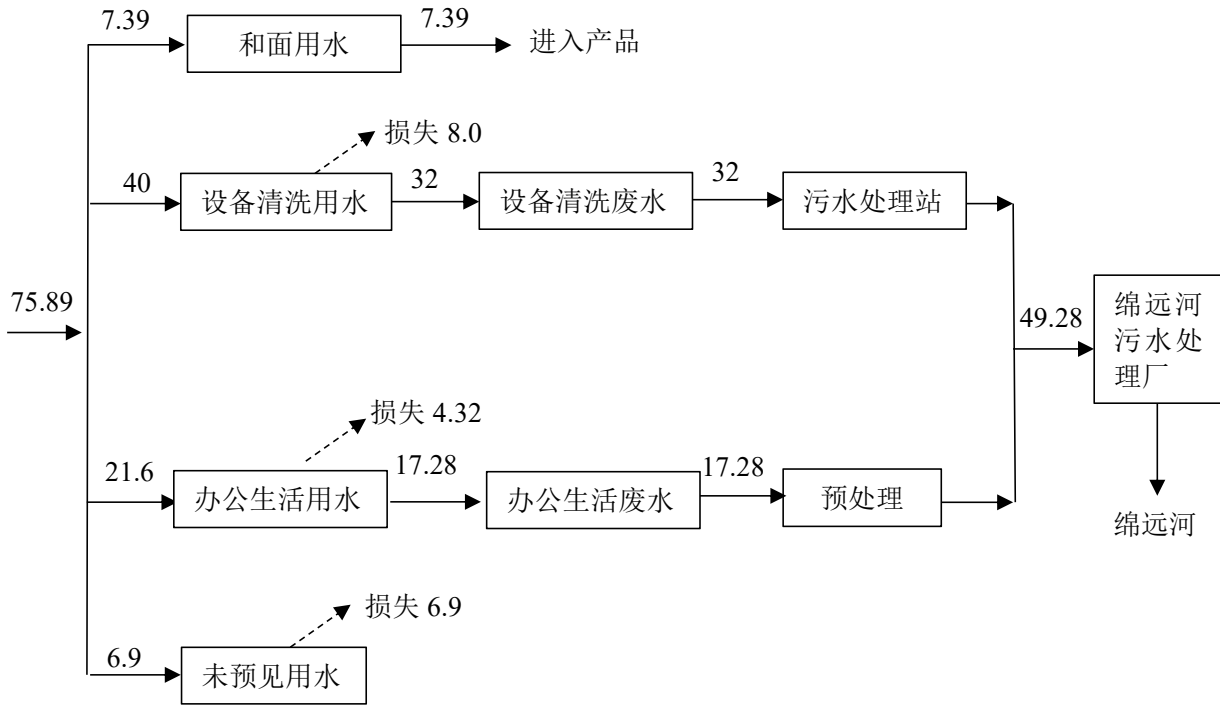 7.39
和面用水
7.39
进入产品
损失 8.0
40
设备清洗用水
32
设备清洗废水
32
污水处理站
75.89
49.28
绵远河
污水处
理厂
损失 4.32
21.6
办公生活用水
17.28
办公生活废水
17.28
预处理
绵远河
损失 6.9
6.9
未预见用水